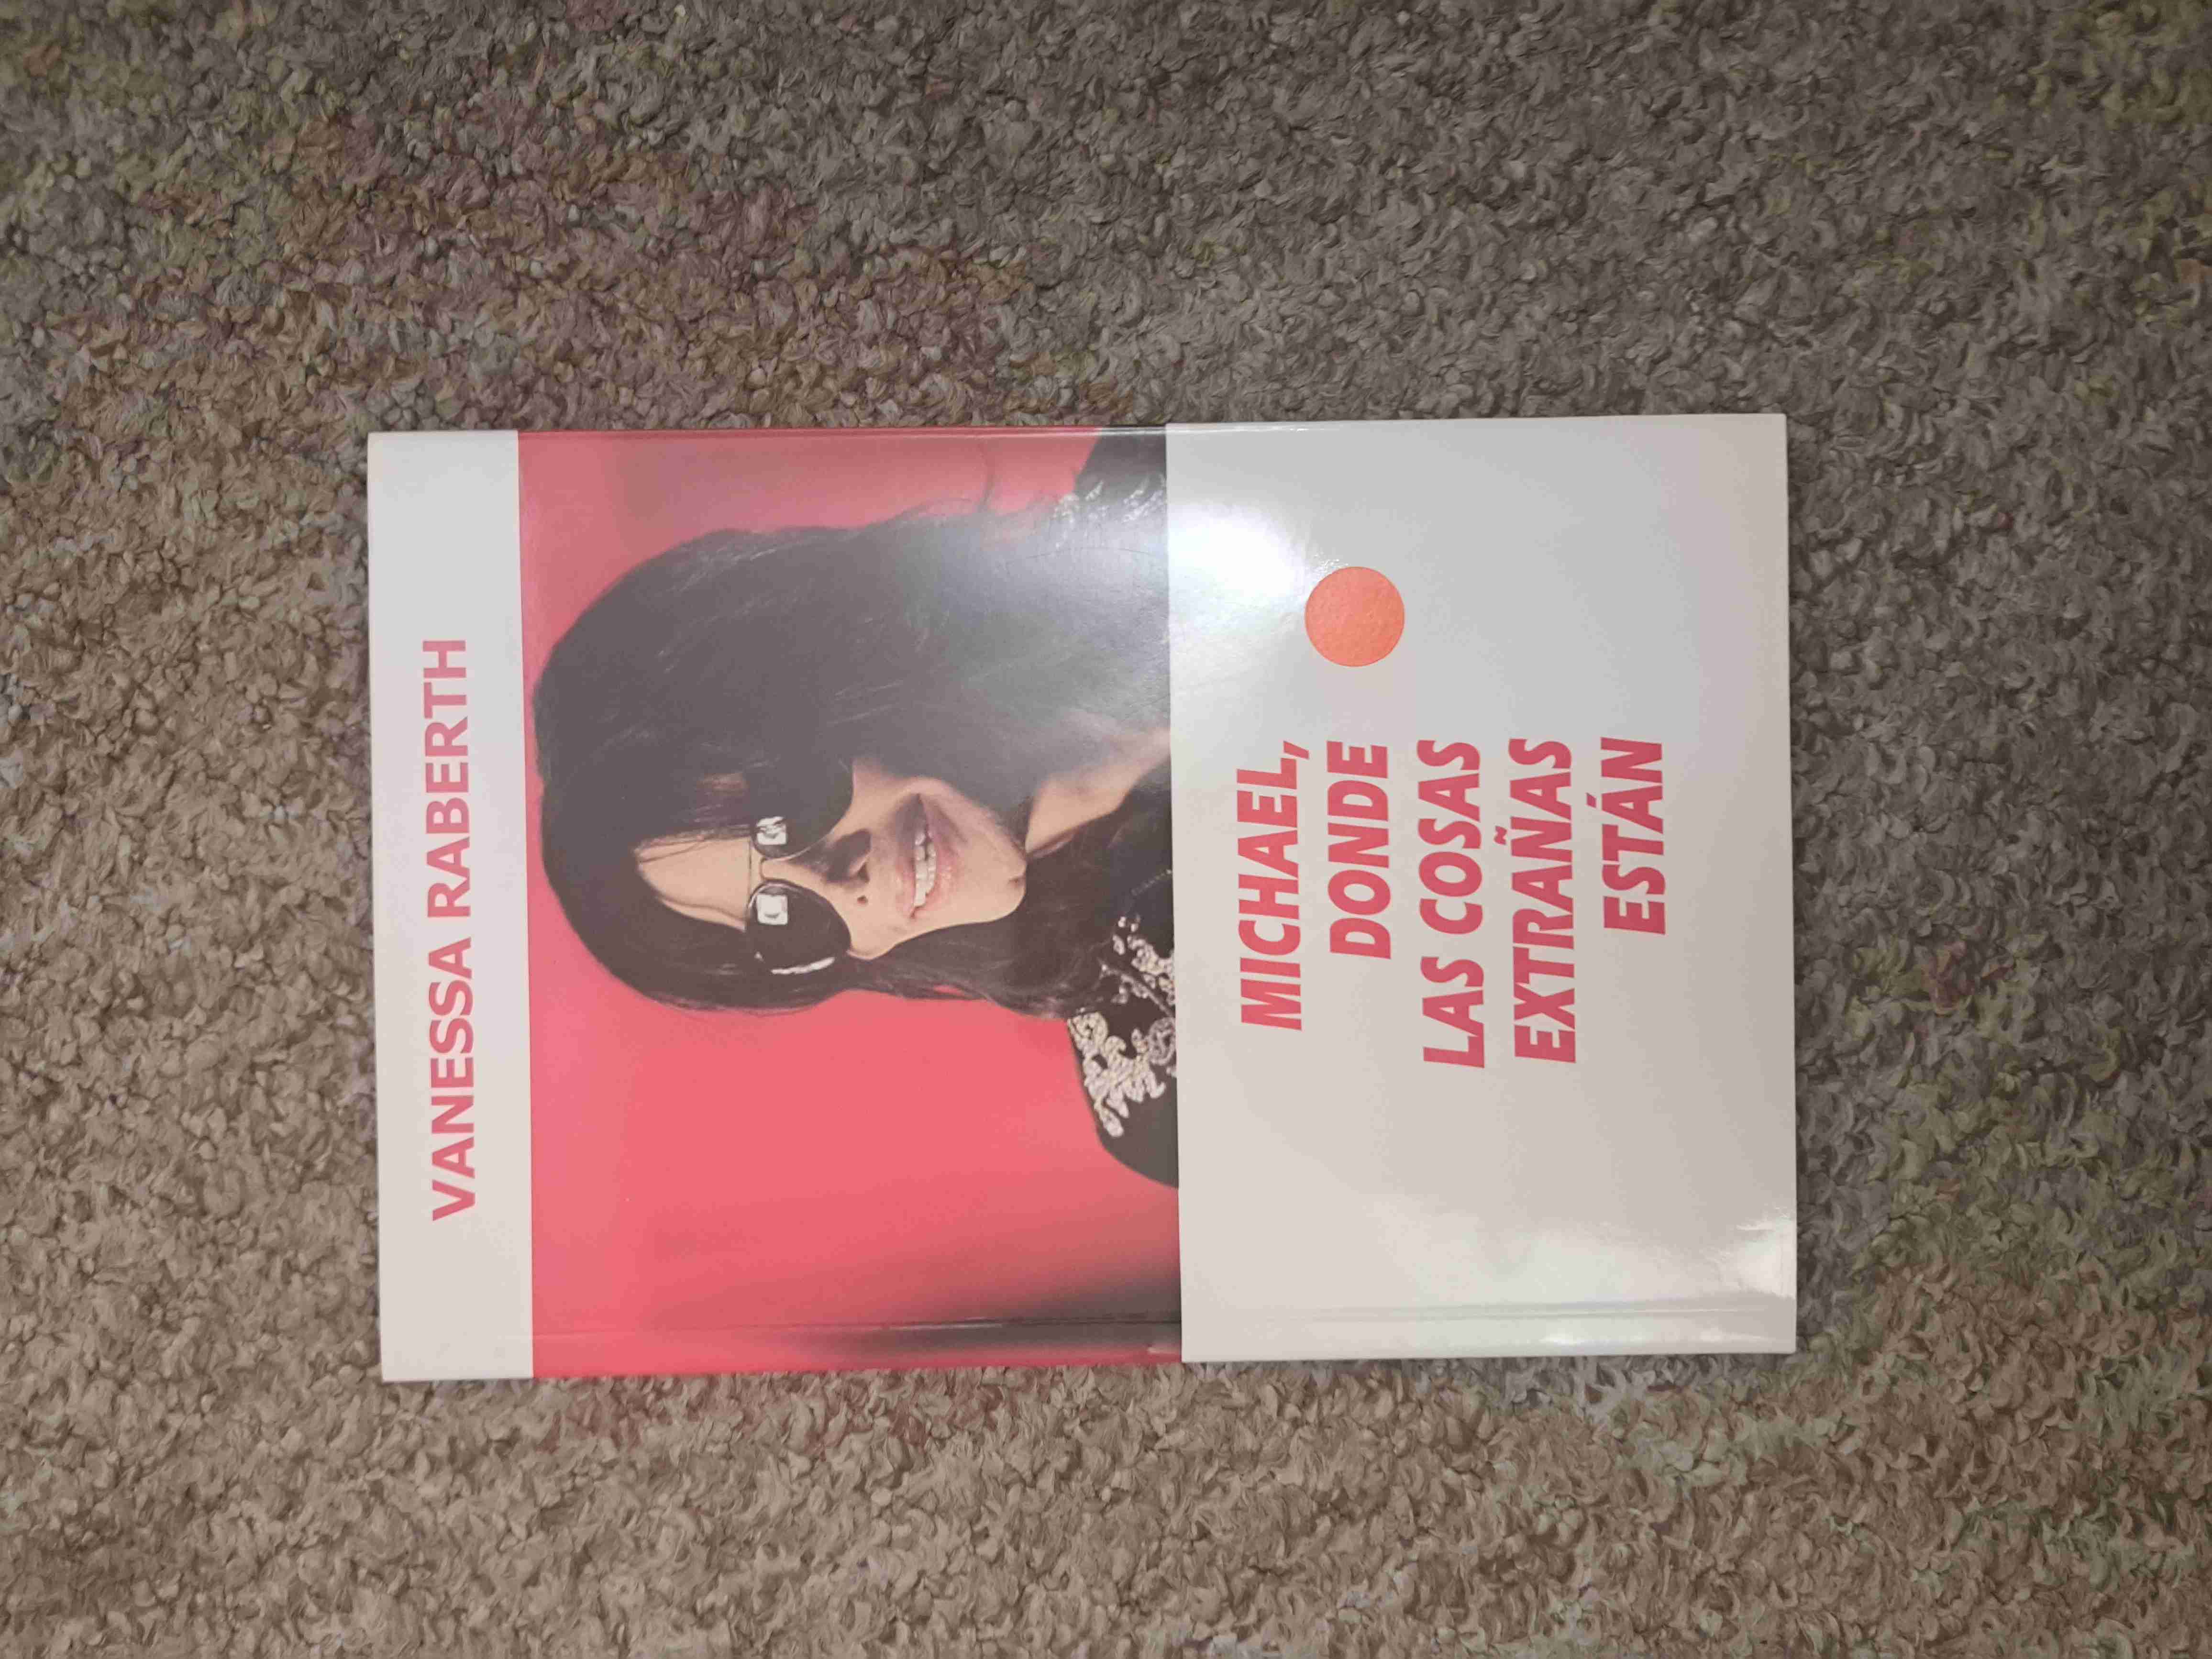 VANESSA RABERTH
MICHAEL,
DONDE
LAS COSAS
EXTRAÑAS
ESTÁN